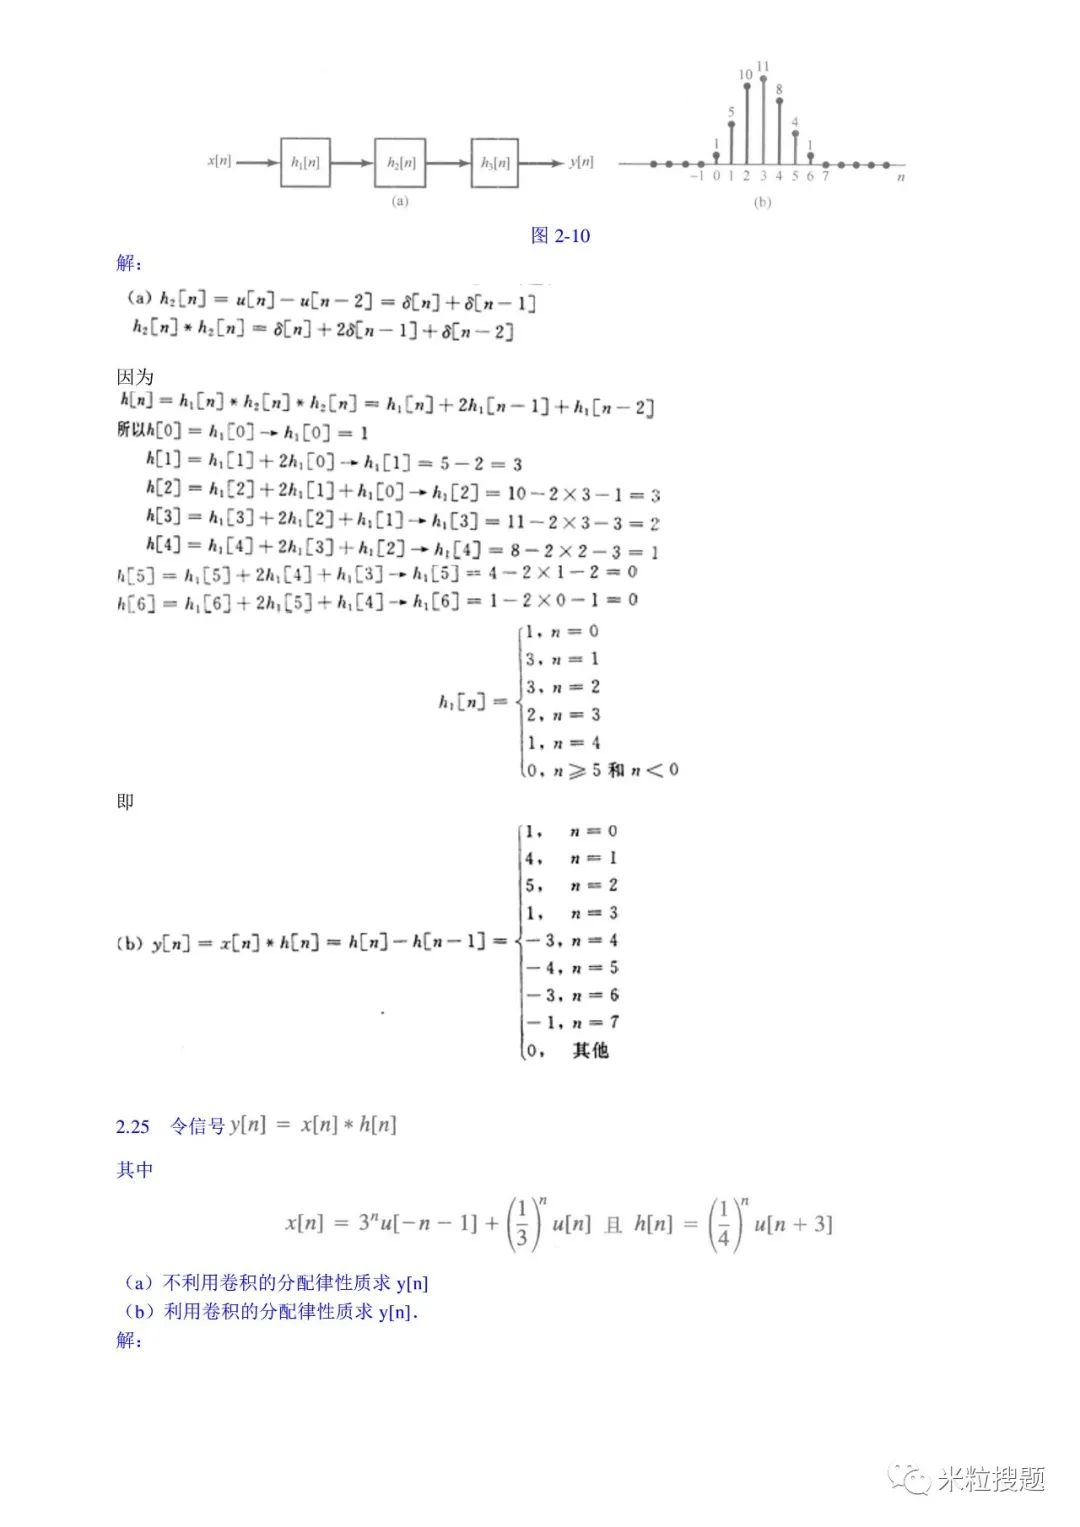 x[n] h₁[n] h₂[n] h₃[n] y[n]
(a)
1 5 10 11 8 4 1
-1 0 1 2 3 4 5 6 7 n
(b)
图 2-10
解：
(a) h₂[n] = u[n] - u[n-2] = δ[n] + δ[n-1]
h₂[n] * h₂[n] = δ[n] + 2δ[n-1] + δ[n-2]
因为
h[n] = h₁[n] * h₂[n] * h₂[n] = h₁[n] + 2h₁[n-1] + h₁[n-2]
所以h[0] = h₁[0] → h₁[0] = 1
h[1] = h₁[1] + 2h₁[0] → h₁[1] = 5 - 2 = 3
h[2] = h₁[2] + 2h₁[1] + h₁[0] → h₁[2] = 10 - 2×3 - 1 = 3
h[3] = h₁[3] + 2h₁[2] + h₁[1] → h₁[3] = 11 - 2×3 - 3 = 2
h[4] = h₁[4] + 2h₁[3] + h₁[2] → h₁[4] = 8 - 2×2 - 3 = 1
h[5] = h₁[5] + 2h₁[4] + h₁[3] → h₁[5] = 4 - 2×1 - 2 = 0
h[6] = h₁[6] + 2h₁[5] + h₁[4] → h₁[6] = 1 - 2×0 - 1 = 0
1, n = 0
3, n = 1
3, n = 2
h₁[n] =
2, n = 3
1, n = 4
0, n ⩾ 5 和 n < 0
即
1, n = 0
4, n = 1
5, n = 2
1, n = 3
(b) y[n] = x[n] * h[n] = h[n] - h[n-1] = -3, n = 4
-4, n = 5
-3, n = 6
-1, n = 7
0, 其他
2.25 令信号 y[n] = x[n] * h[n]
其中
x[n] = 3ⁿu[-n - 1] + (1/3)ⁿ u[n] 且 h[n] = (1/4)ⁿ u[n + 3]
（a）不利用卷积的分配律性质求 y[n]
（b）利用卷积的分配律性质求 y[n]．
解：
米粒搜题